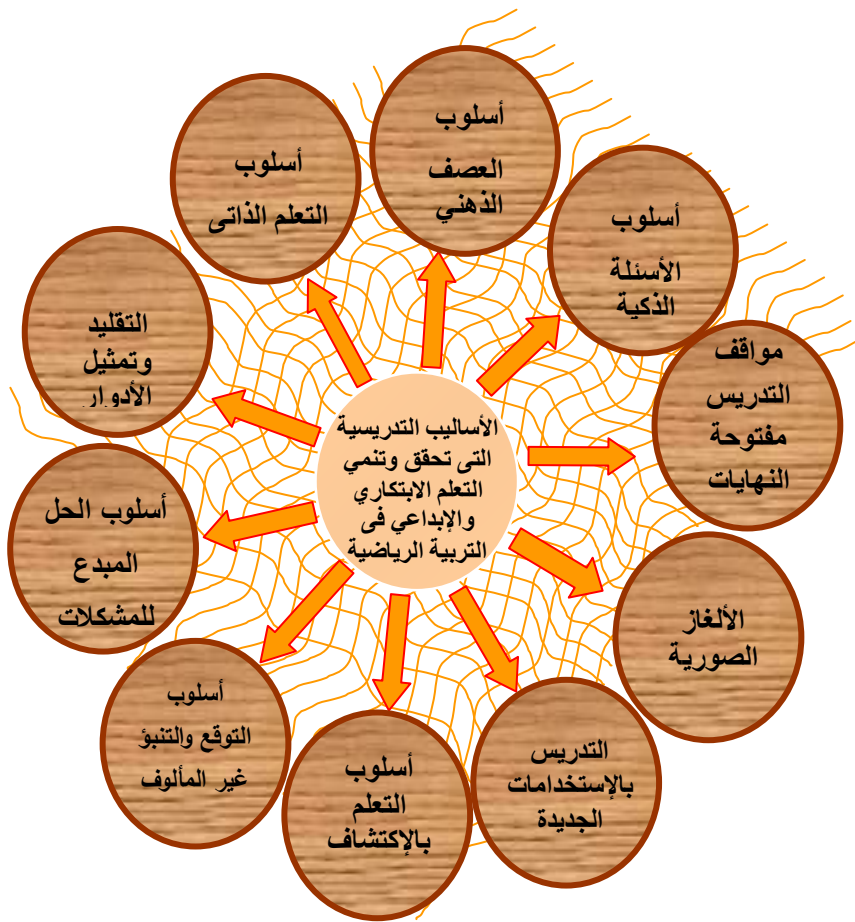 الأساليب التدريسية
التى تحقق وتنمي
التعلم الابتكاري
والإبداعي فى
التربية الرياضية
أسلوب
العصف
الذهني
أسلوب
الأسئلة
الذكية
مواقف
التدريس
مفتوحة
النهايات
الألغاز
الصورية
التدريس
بالإستخدامات
الجديدة
أسلوب
التعلم
بالإكتشاف
أسلوب
التوقع والتنبؤ
غير المألوف
أسلوب الحل
المبدع
للمشكلات
التقليد
وتمثيل
الأدوار
أسلوب
التعلم الذاتى